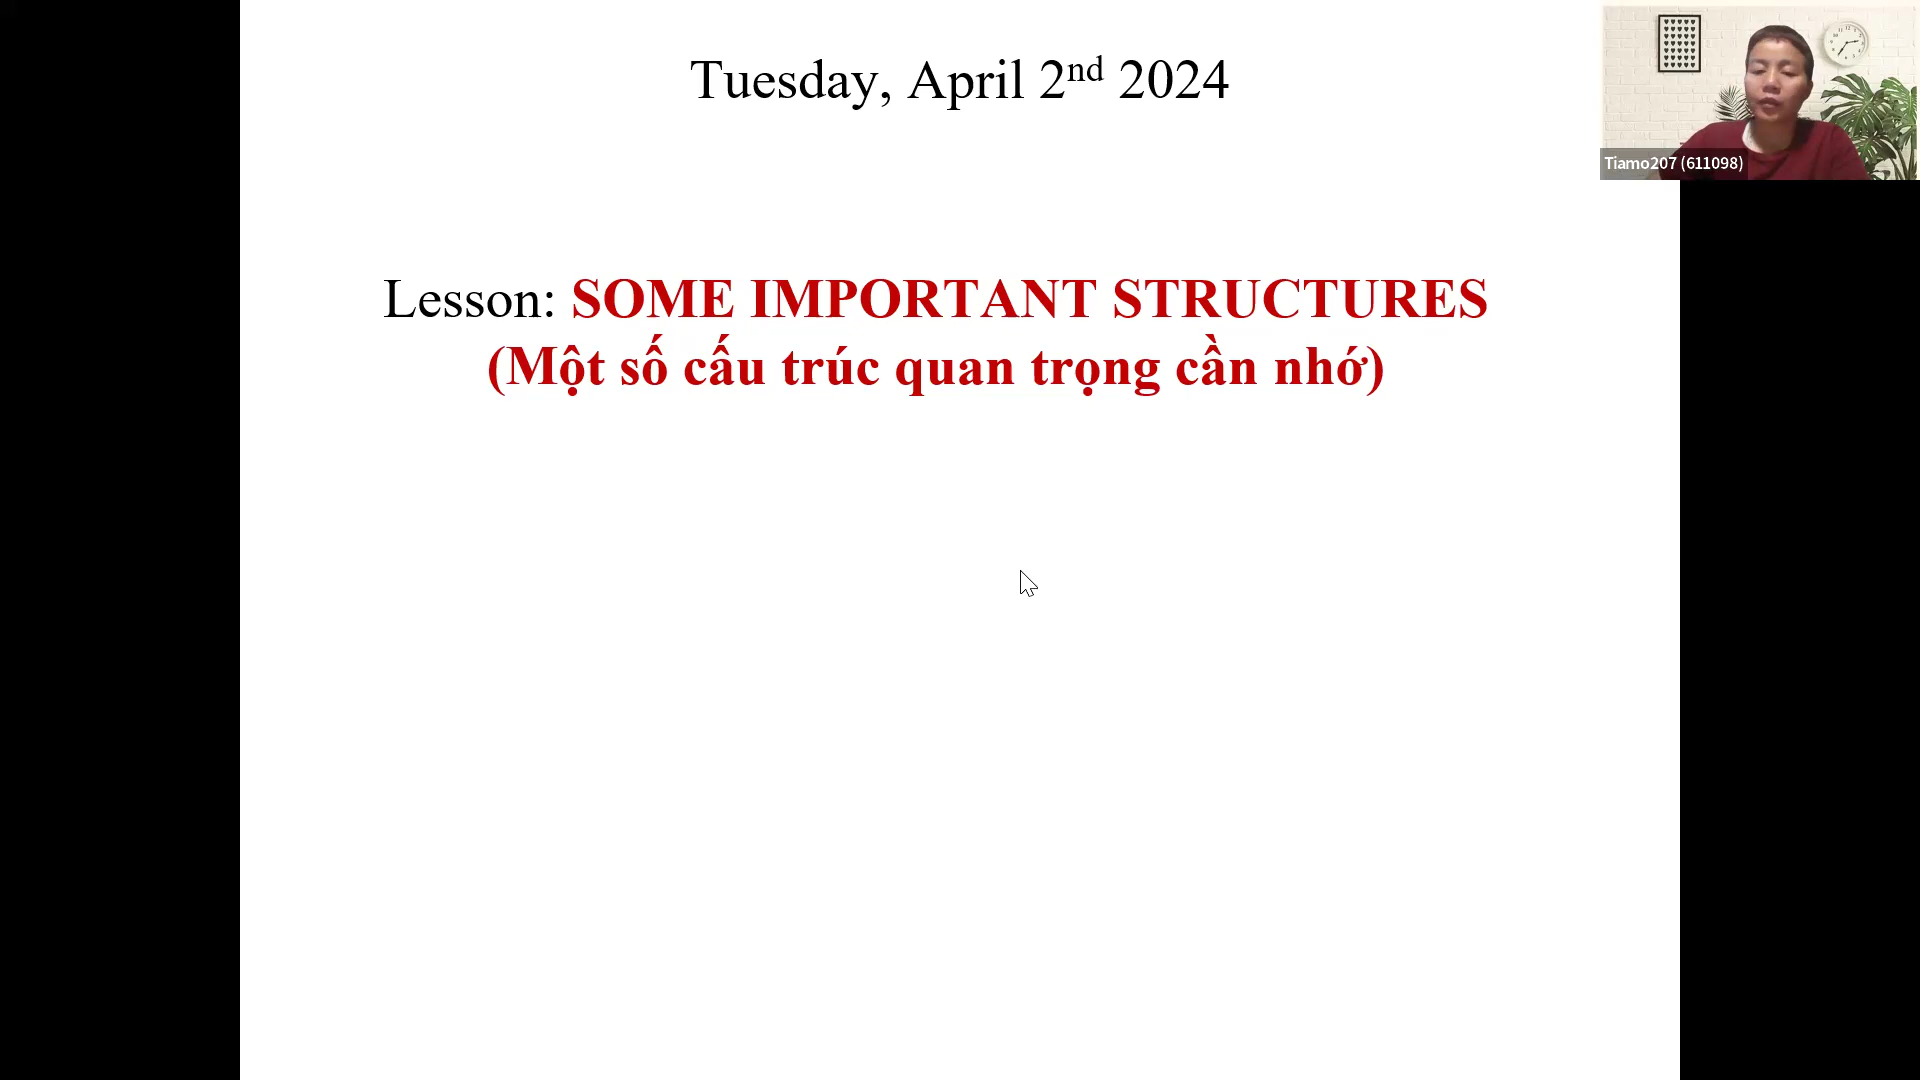 Tuesday, April 2nd 2024
Tiamo207 (611098)
Lesson: SOME IMPORTANT STRUCTURES
(Một số cấu trúc quan trọng cần nhớ)